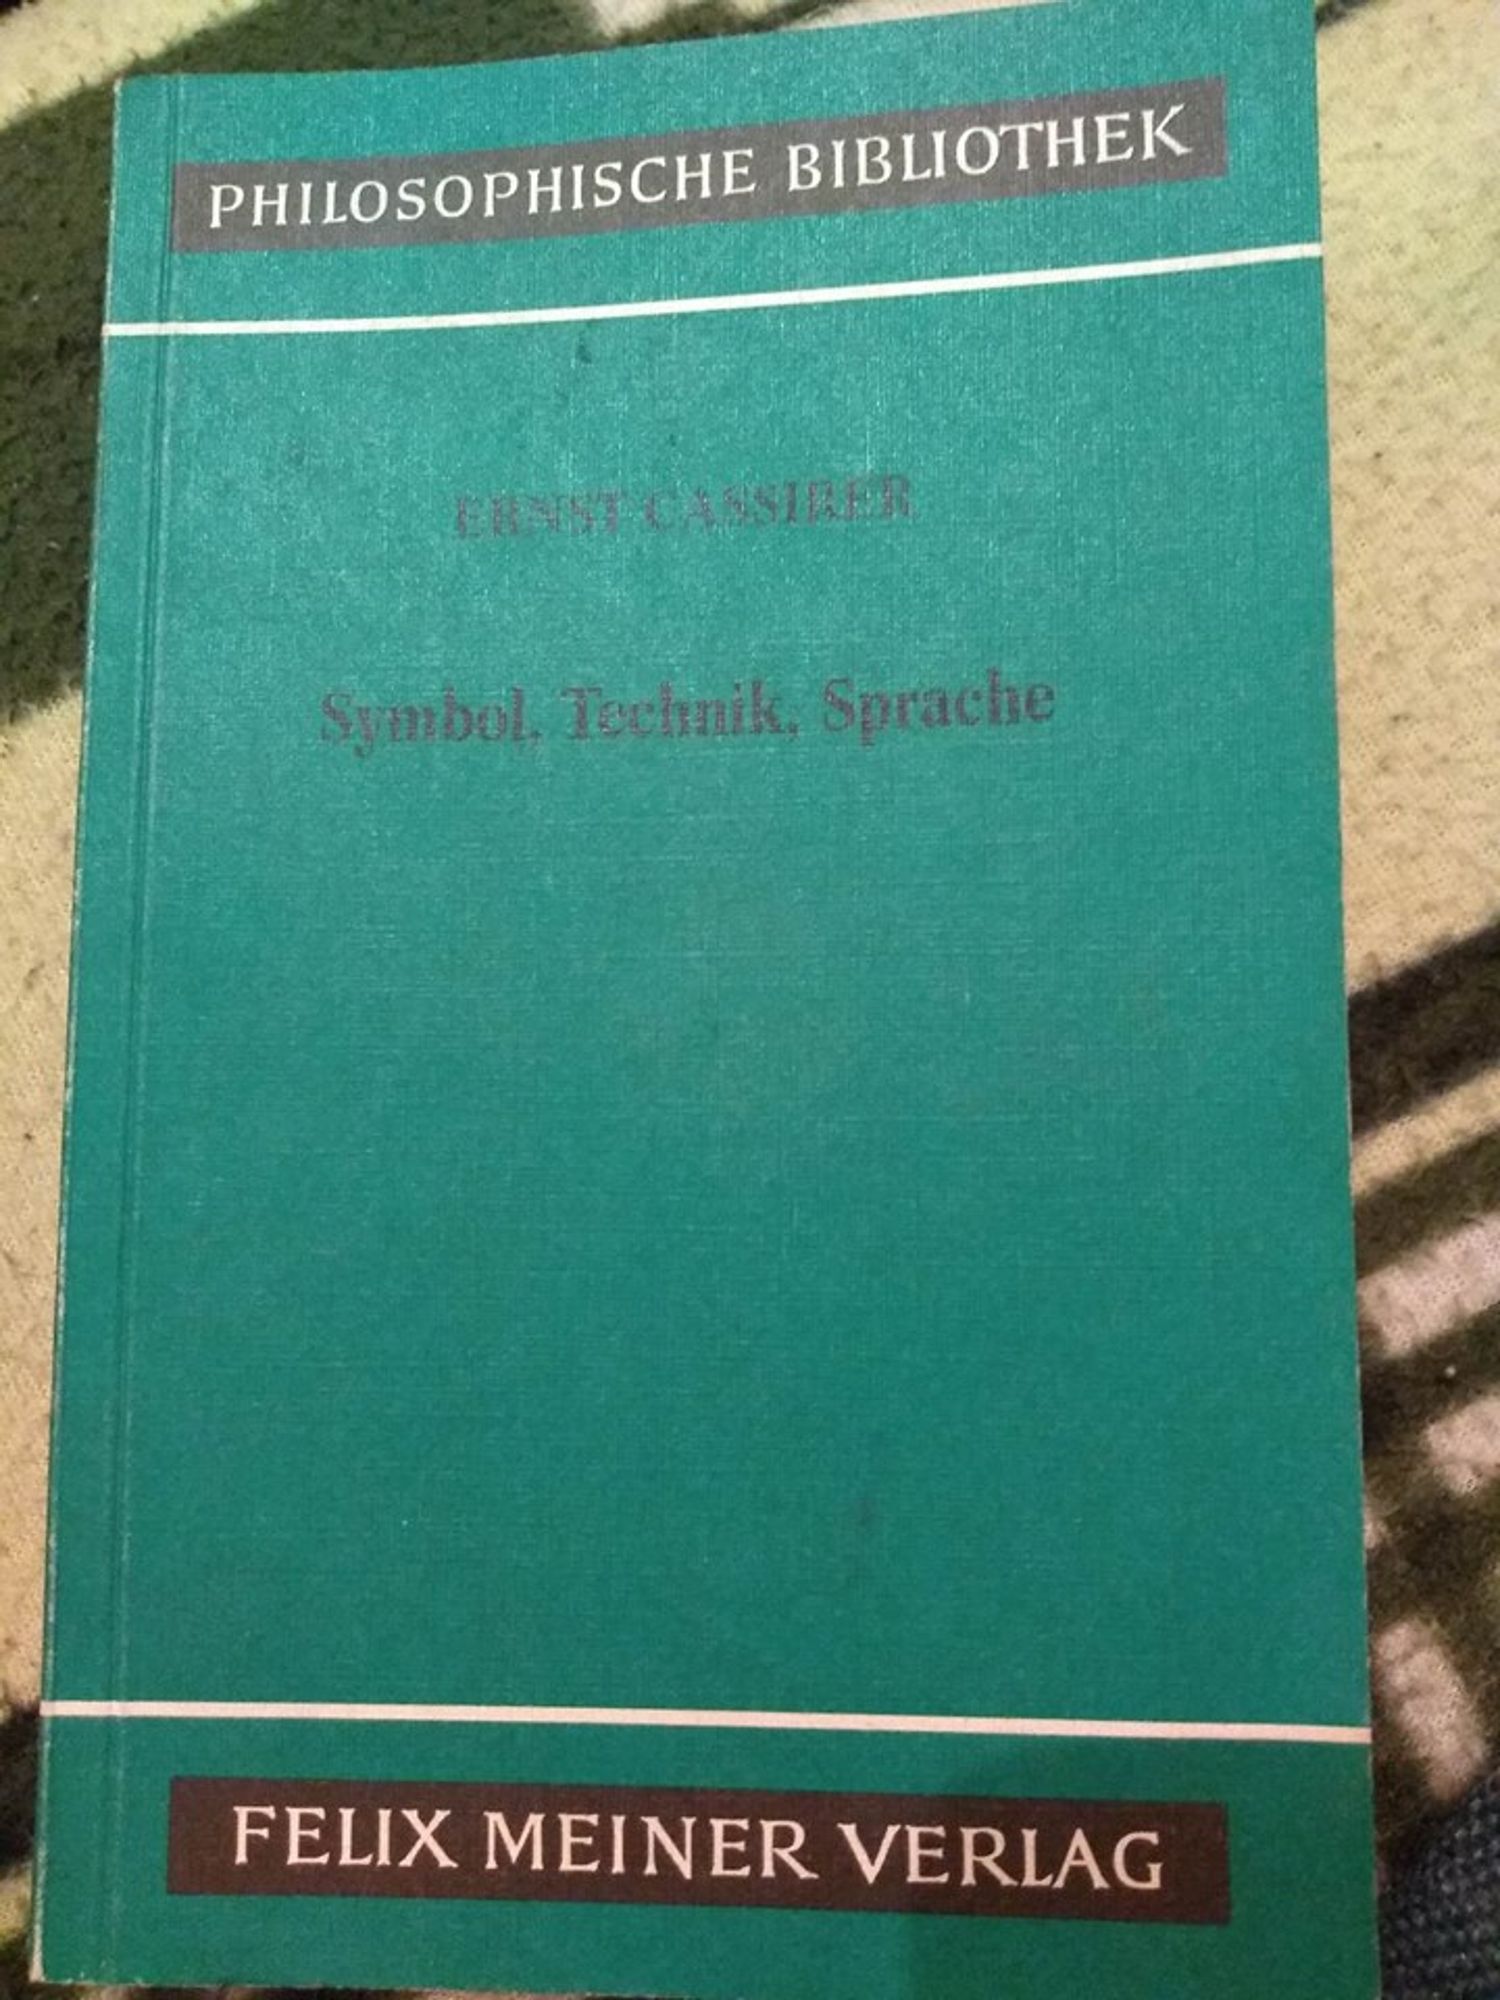 PHILOSOPHISCHE BIBLIOTHEK
ERNST CASSIRER
Symbol, Technik, Sprache
FELIX MEINER VERLAG